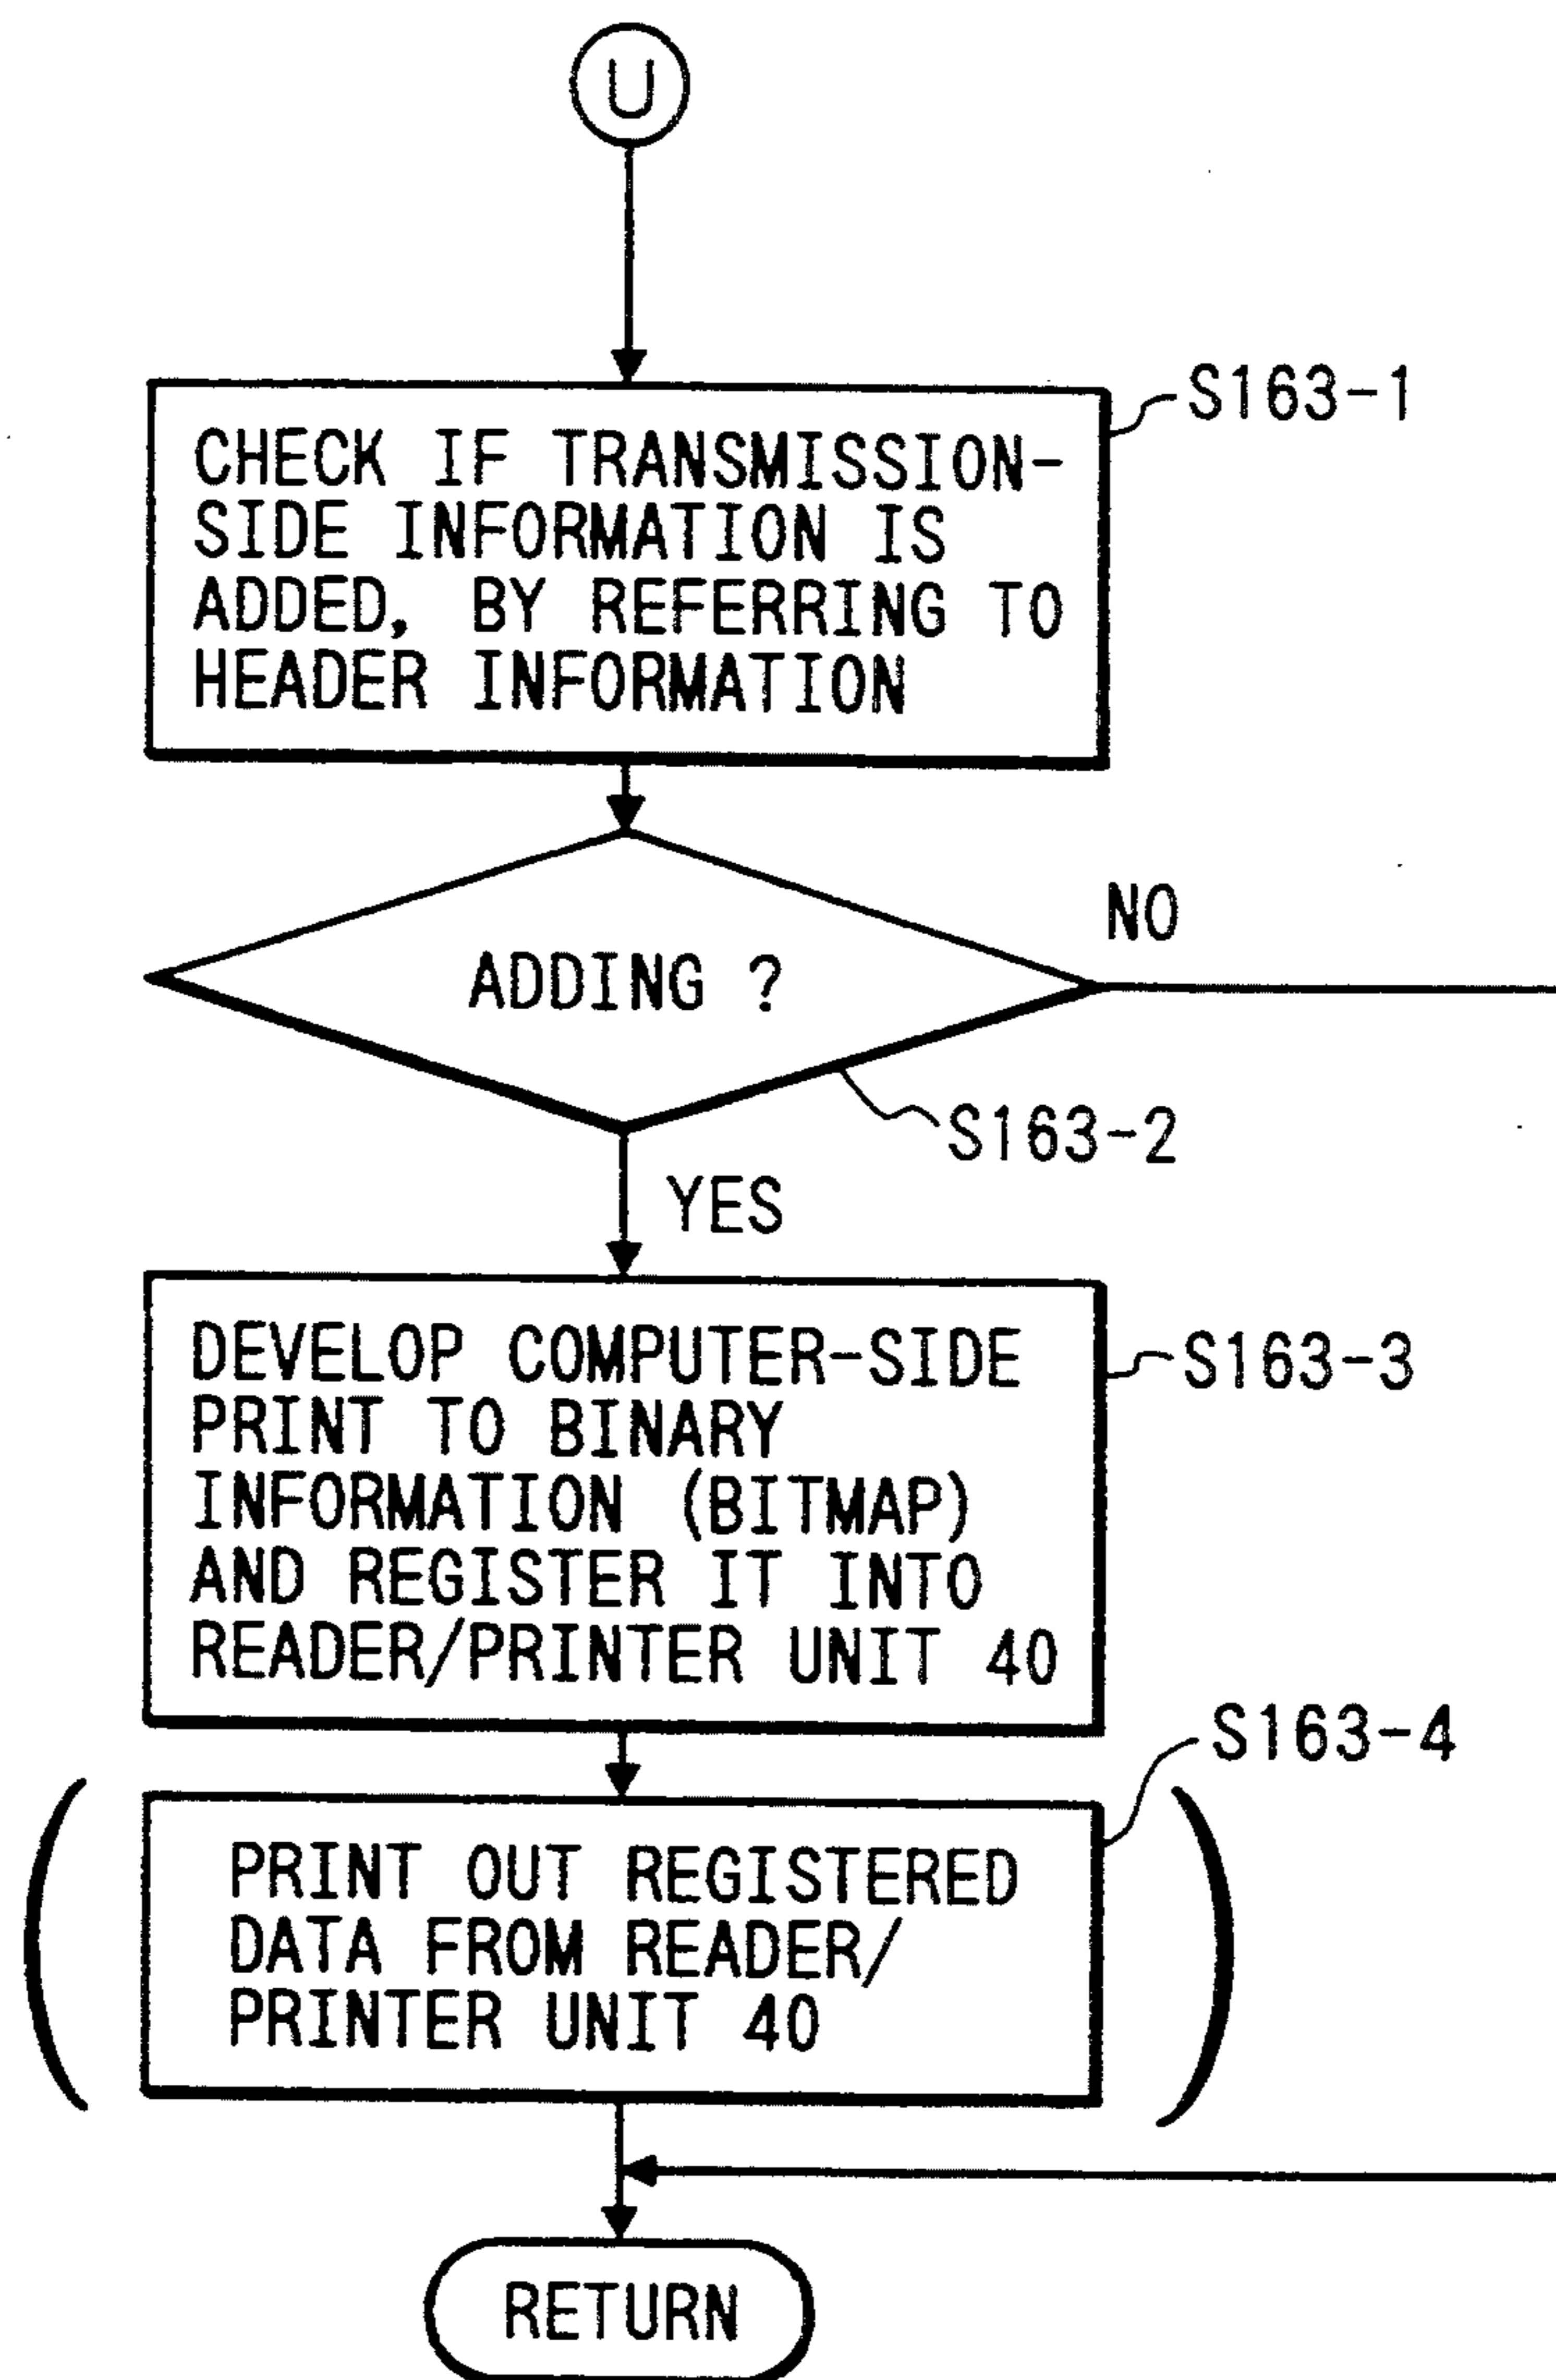 U
S163-1
CHECK IF TRANSMISSION-
SIDE INFORMATION IS
ADDED, BY REFERRING TO
HEADER INFORMATION
NO
ADDING ?
S163-2
YES
S163-3
DEVELOP COMPUTER-SIDE
PRINT TO BINARY
INFORMATION (BITMAP)
AND REGISTER IT INTO
READER/PRINTER UNIT 40
S163-4
PRINT OUT REGISTERED
DATA FROM READER/
PRINTER UNIT 40
RETURN